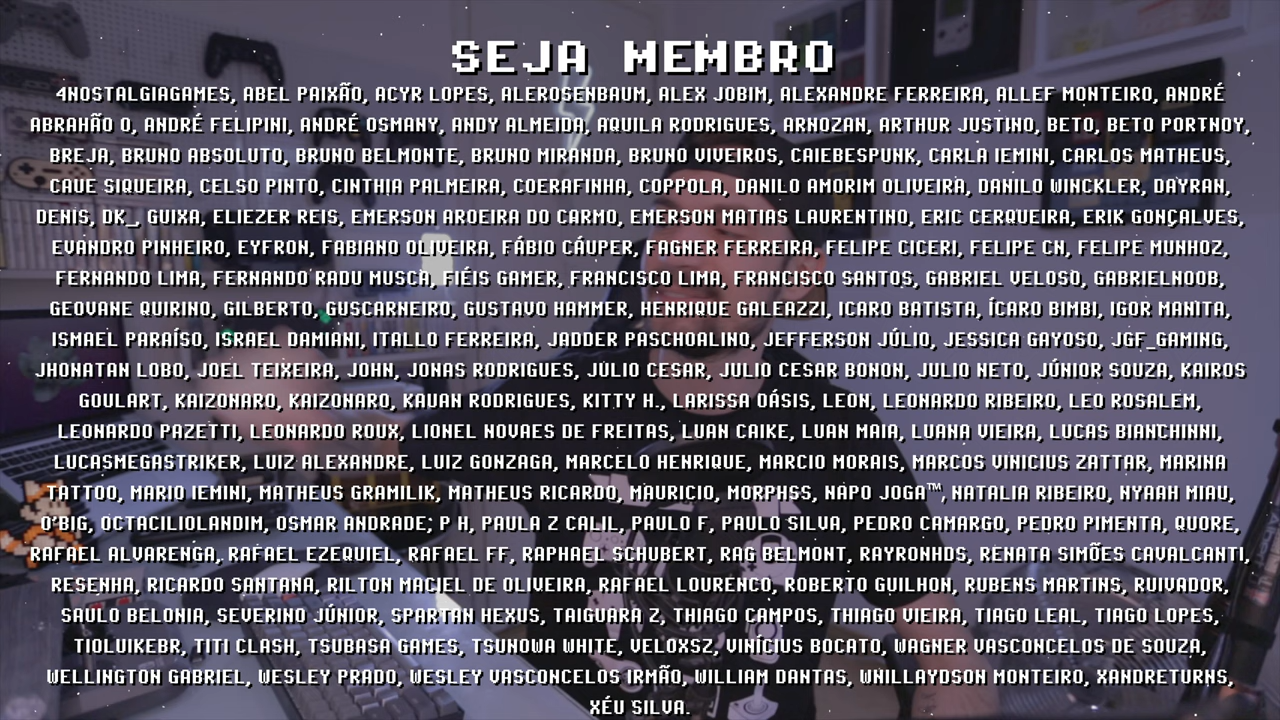 SEJA MEMBRO
4NOSTALGIAGAMES, ABEL PAIXÃO, ACYR LOPES, ALEROSENBAUM, ALEX JOBIM, ALEXANDRE FERREIRA, ALLEF MONTEIRO, ANDRÉ
ABRAHÃO O, ANDRÉ FELIPINI, ANDRÉ OSMANY, ANDY ALMEIDA, AQUILA RODRIGUES, ARNOZAN, ARTHUR JUSTINO, BETO, BETO PORTNOY,
BREJA, BRUNO ABSOLUTO, BRUNO BELMONTE, BRUNO MIRANDA, BRUNO VIVEIROS, CAIEBESPUNK, CARLA IEMINI, CARLOS MATHEUS,
CAUE SIQUEIRA, CELSO PINTO, CINTHIA PALMEIRA, COERAFINHA, COPPOLA, DANILO AMORIM OLIVEIRA, DANILO WINCKLER, DAYRAN,
DENIS, DK_, GUIXA, ELIEZER REIS, EMERSON AROEIRA DO CARMO, EMERSON MATIAS LAURENTINO, ERIC CERQUEIRA, ERIK GONÇALVES,
EVANDRO PINHEIRO, EYFRON, FABIANO OLIVEIRA, FÁBIO CÁUPER, FAGNER FERREIRA, FELIPE CICERI, FELIPE CN, FELIPE MUNHOZ,
FERNANDO LIMA, FERNANDO RADU MUSCA, FIÉIS GAMER, FRANCISCO LIMA, FRANCISCO SANTOS, GABRIEL VELOSO, GABRIELNOOB,
GEOVANE QUIRINO, GILBERTO, GUSCARNEIRO, GUSTAVO HAMMER, HENRIQUE GALEAZZI, ICARO BATISTA, ÍCARO BIMBI, IGOR MANITA,
ISMAEL PARAÍSO, ISRAEL DAMIANI, ITALLO FERREIRA, JADDER PASCHOALINO, JEFFERSON JÚLIO, JESSICA GAYOSO, JGF_GAMING,
JHONATAN LOBO, JOEL TEIXEIRA, JOHN, JONAS RODRIGUES, JÚLIO CESAR, JULIO CESAR BONON, JULIO NETO, JÚNIOR SOUZA, KAIROS
GOULART, KAIZONARO, KAIZONARO, KAUAN RODRIGUES, KITTY H., LARISSA OÁSIS, LEON, LEONARDO RIBEIRO, LEO ROSALEM,
LEONARDO PAZETTI, LEONARDO ROUX, LIONEL NOVAES DE FREITAS, LUAN CAIKE, LUAN MAIA, LUANA VIEIRA, LUCAS BIANCHINNI,
LUCASMEGASTRIKER, LUIZ ALEXANDRE, LUIZ GONZAGA, MARCELO HENRIQUE, MARCIO MORAIS, MARCOS VINICIUS ZATTAR, MARINA
TATTOO, MARIO IEMINI, MATHEUS GRAMILIK, MATHEUS RICARDO, MAURICIO, MORPHSS, NAPO JOGA™, NATALIA RIBEIRO, NYAAH MIAU,
O'BIG, OCTACILIOLANDIM, OSMAR ANDRADE; P H, PAULA Z CALIL, PAULO F, PAULO SILVA, PEDRO CAMARGO, PEDRO PIMENTA, QUORE,
RAFAEL ALVARENGA, RAFAEL EZEQUIEL, RAFAEL FF, RAPHAEL SCHUBERT, RAG BELMONT, RAYRONHDS, RENATA SIMÕES CAVALCANTI,
RESENHA, RICARDO SANTANA, RILTON MACIEL DE OLIVEIRA, RAFAEL LOURENCO, ROBERTO GUILHON, RUBENS MARTINS, RUIVADOR,
SAULO BELONIA, SEVERINO JÚNIOR, SPARTAN HEXUS, TAIGUARA Z, THIAGO CAMPOS, THIAGO VIEIRA, TIAGO LEAL, TIAGO LOPES,
TIOLUIKEBR, TITI CLASH, TSUBASA GAMES, TSUNOWA WHITE, VELOXSZ, VINÍCIUS BOCATO, WAGNER VASCONCELOS DE SOUZA,
WELLINGTON GABRIEL, WESLEY PRADO, WESLEY VASCONCELOS IRMÃO, WILLIAM DANTAS, WNILLAYDSON MONTEIRO, XANDRETURNS,
XÉU SILVA.